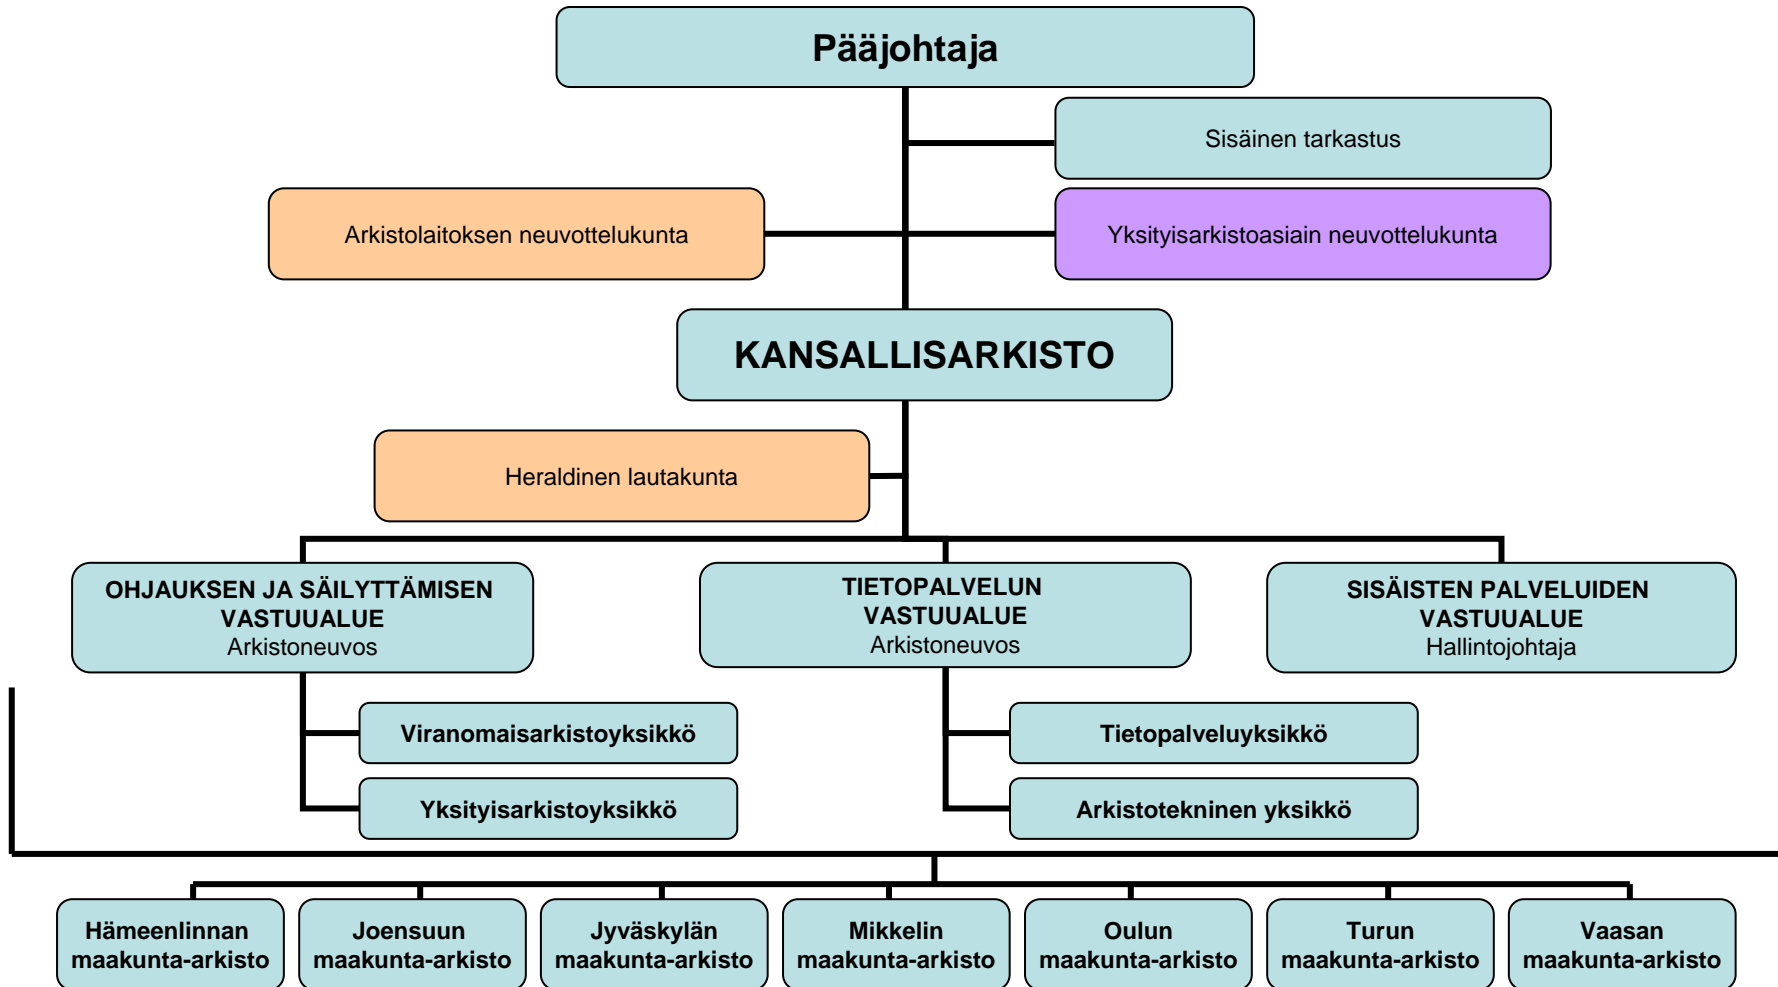 Pääjohtaja
Sisäinen tarkastus
Arkistolaitoksen neuvottelukunta
Yksityisarkistoasiain neuvottelukunta
KANSALLISARKISTO
Heraldinen lautakunta
OHJAUKSEN JA SÄILYTTÄMISEN
VASTUUALUE
Arkistoneuvos
TIETOPALVELUN
VASTUUALUE
Arkistoneuvos
SISÄISTEN PALVELUIDEN
VASTUUALUE
Hallintojohtaja
Viranomaisarkistoyksikkö
Tietopalveluyksikkö
Yksityisarkistoyksikkö
Arkistotekninen yksikkö
Hämeenlinnan
maakunta-arkisto
Joensuun
maakunta-arkisto
Jyväskylän
maakunta-arkisto
Mikkelin
maakunta-arkisto
Oulun
maakunta-arkisto
Turun
maakunta-arkisto
Vaasan
maakunta-arkisto